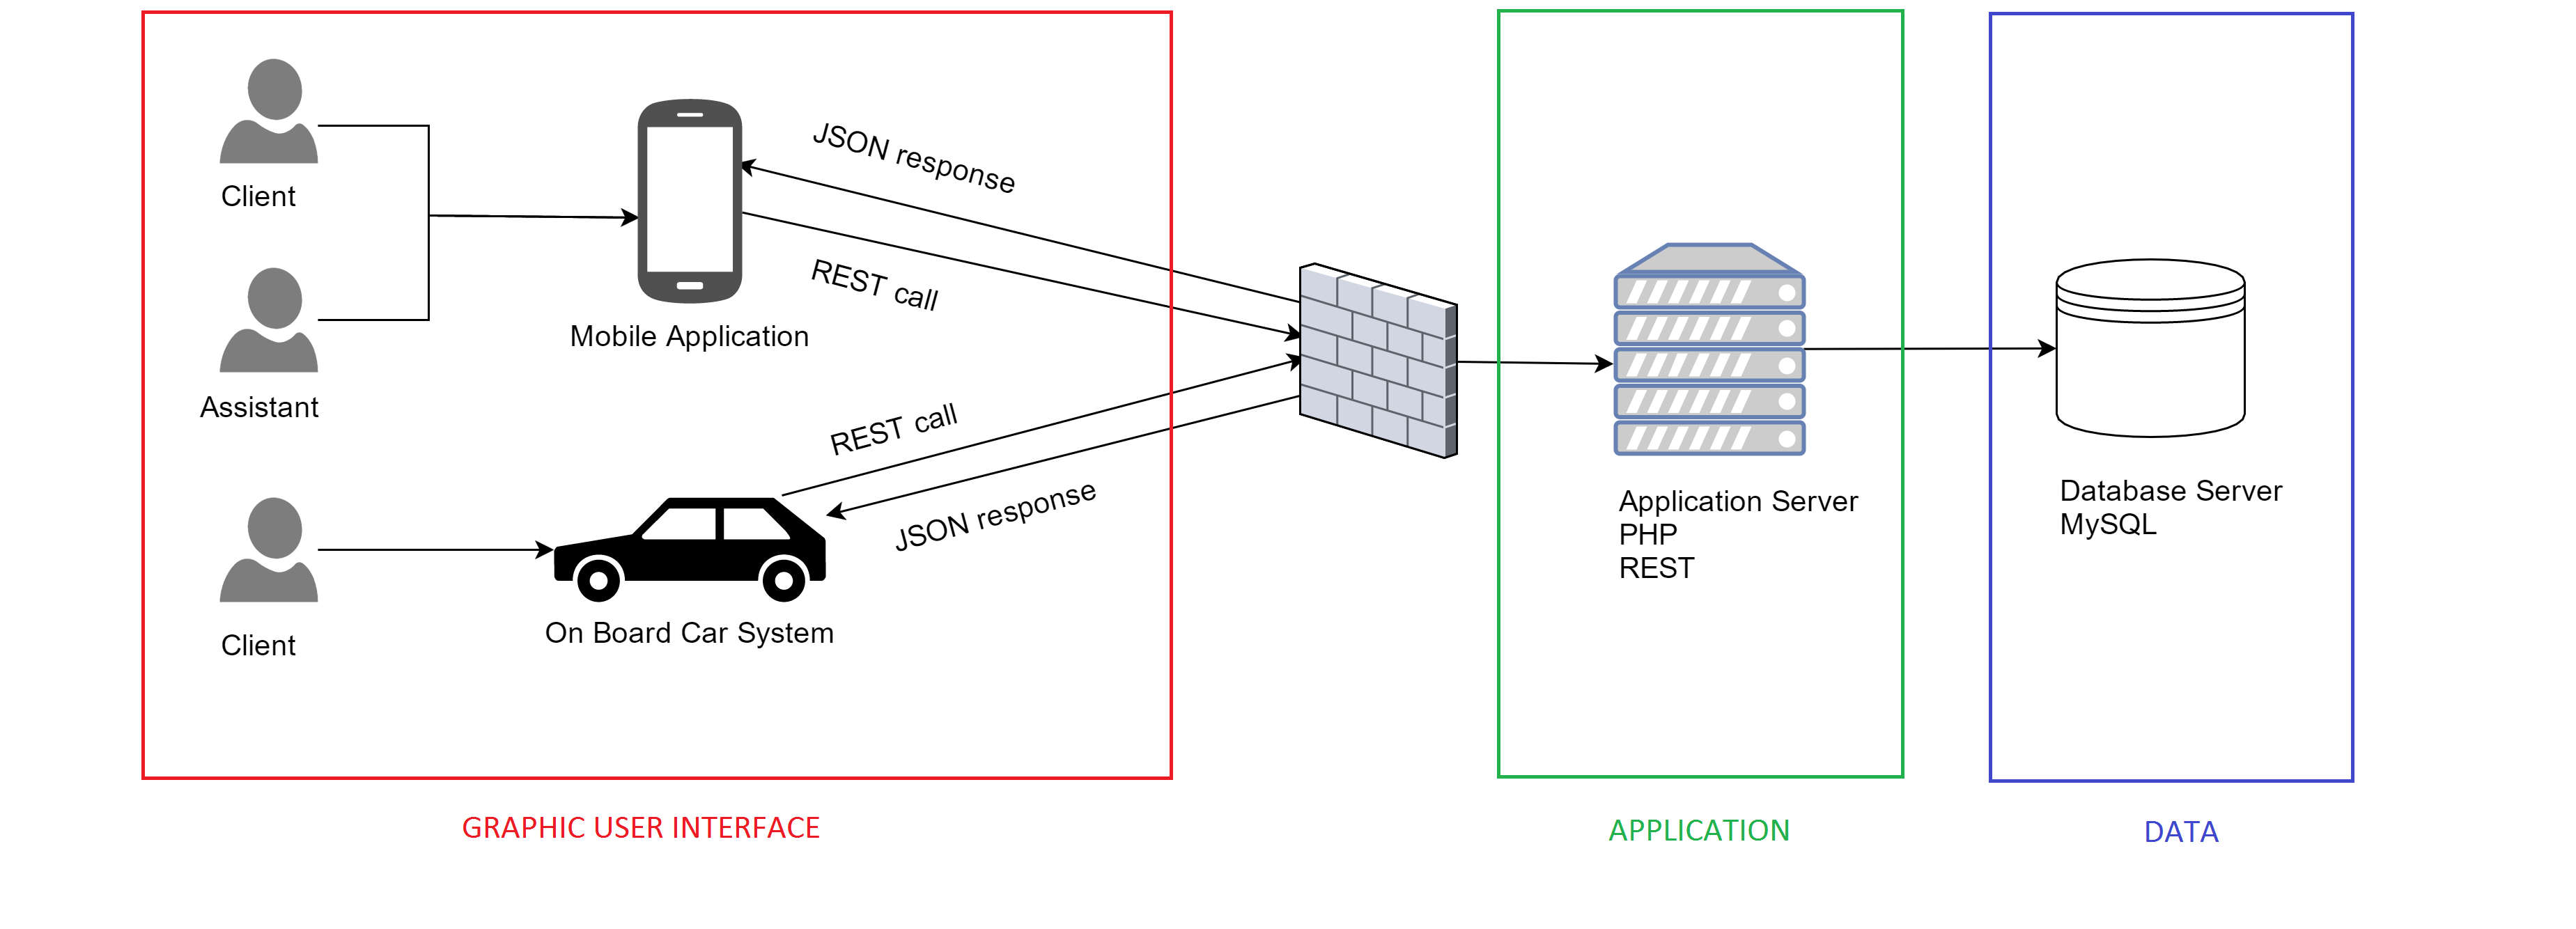 Client
Assistant
Client
Mobile Application
On Board Car System
JSON response
REST call
REST call
JSON response
Application Server
PHP
REST
Database Server
MySQL
GRAPHIC USER INTERFACE
APPLICATION
DATA